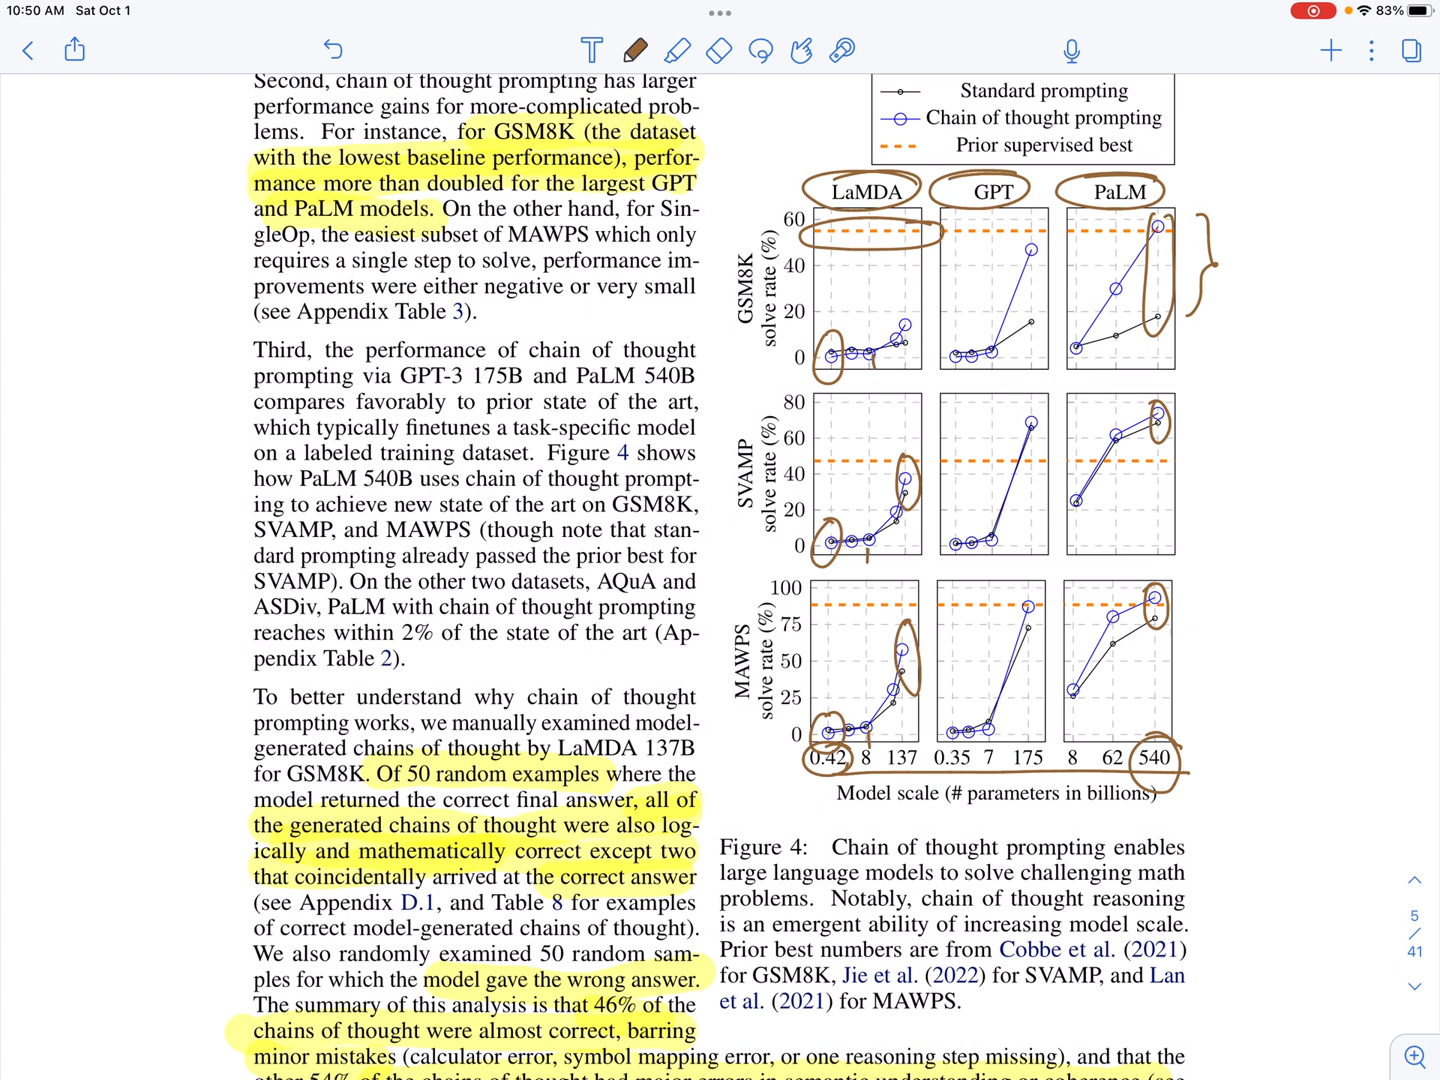 10:50 AM Sat Oct 1
83%
Second, chain of thought prompting has larger
performance gains for more-complicated prob-
lems. For instance, for GSM8K (the dataset
with the lowest baseline performance), perfor-
mance more than doubled for the largest GPT
and PaLM models. On the other hand, for Sin-
gleOp, the easiest subset of MAWPS which only
requires a single step to solve, performance im-
provements were either negative or very small
(see Appendix Table 3).
Third, the performance of chain of thought
prompting via GPT-3 175B and PaLM 540B
compares favorably to prior state of the art,
which typically finetunes a task-specific model
on a labeled training dataset. Figure 4 shows
how PaLM 540B uses chain of thought prompt-
ing to achieve new state of the art on GSM8K,
SVAMP, and MAWPS (though note that stan-
dard prompting already passed the prior best for
SVAMP). On the other two datasets, AQuA and
ASDiv, PaLM with chain of thought prompting
reaches within 2% of the state of the art (Ap-
pendix Table 2).
To better understand why chain of thought
prompting works, we manually examined model-
generated chains of thought by LaMDA 137B
for GSM8K. Of 50 random examples where the
model returned the correct final answer, all of
the generated chains of thought were also log-
ically and mathematically correct except two
that coincidentally arrived at the correct answer
(see Appendix D.1, and Table 8 for examples
of correct model-generated chains of thought).
We also randomly examined 50 random sam-
ples for which the model gave the wrong answer.
The summary of this analysis is that 46% of the
chains of thought were almost correct, barring
minor mistakes (calculator error, symbol mapping error, or one reasoning step missing), and that the
other 54% of the chains of thought had major errors in semantic understanding or coherence (see
Standard prompting
Chain of thought prompting
Prior supervised best
LaMDA GPT PaLM
GSM8K
solve rate (%)
60
40
20
0
SVAMP
solve rate (%)
80
60
40
20
0
MAWPS
solve rate (%)
100
75
50
25
0
0.42 8 137 0.35 7 175 8 62 540
Model scale (# parameters in billions)
Figure 4: Chain of thought prompting enables
large language models to solve challenging math
problems. Notably, chain of thought reasoning
is an emergent ability of increasing model scale.
Prior best numbers are from Cobbe et al. (2021)
for GSM8K, Jie et al. (2022) for SVAMP, and Lan
et al. (2021) for MAWPS.
5
/
41